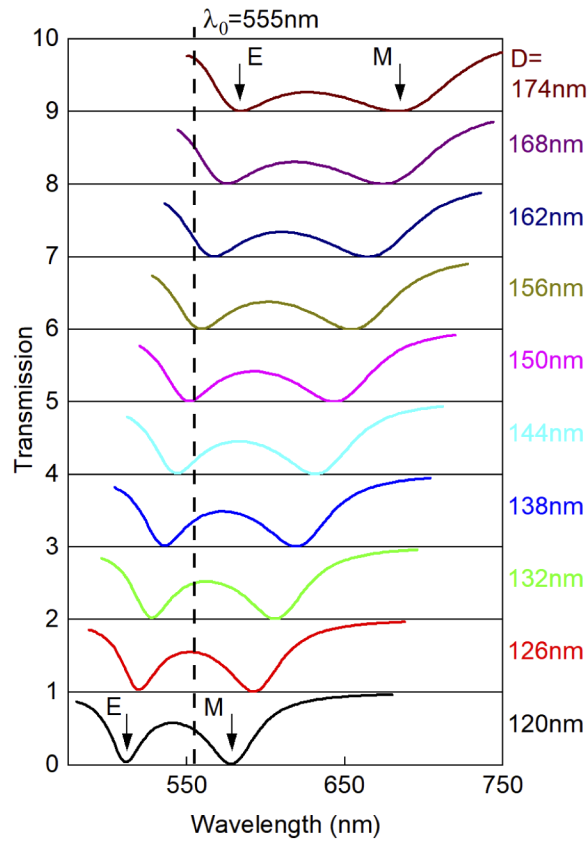 λ₀=555nm
10
E
M
D=
174nm
9
168nm
8
162nm
7
156nm
6
150nm
5
144nm
4
138nm
3
132nm
2
126nm
1
E
M
120nm
0
550
650
750
Wavelength (nm)
Transmission